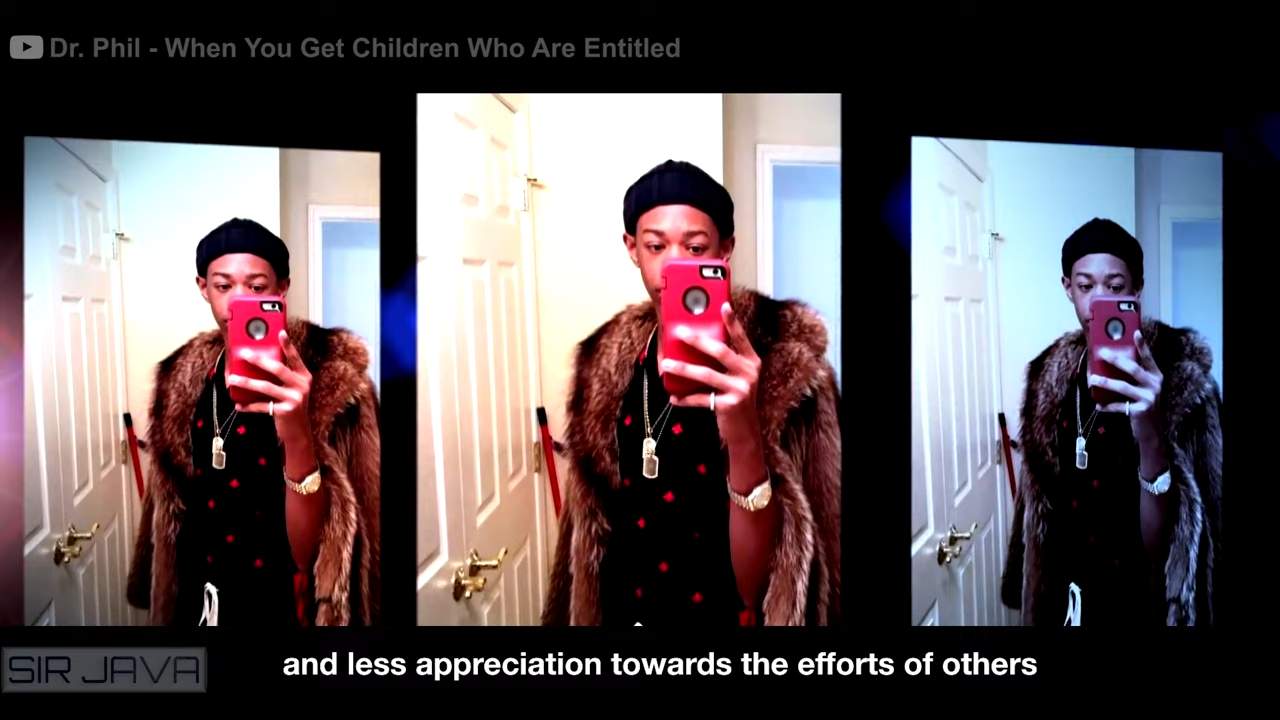 Dr. Phil - When You Get Children Who Are Entitled
SIR JAVA
and less appreciation towards the efforts of others